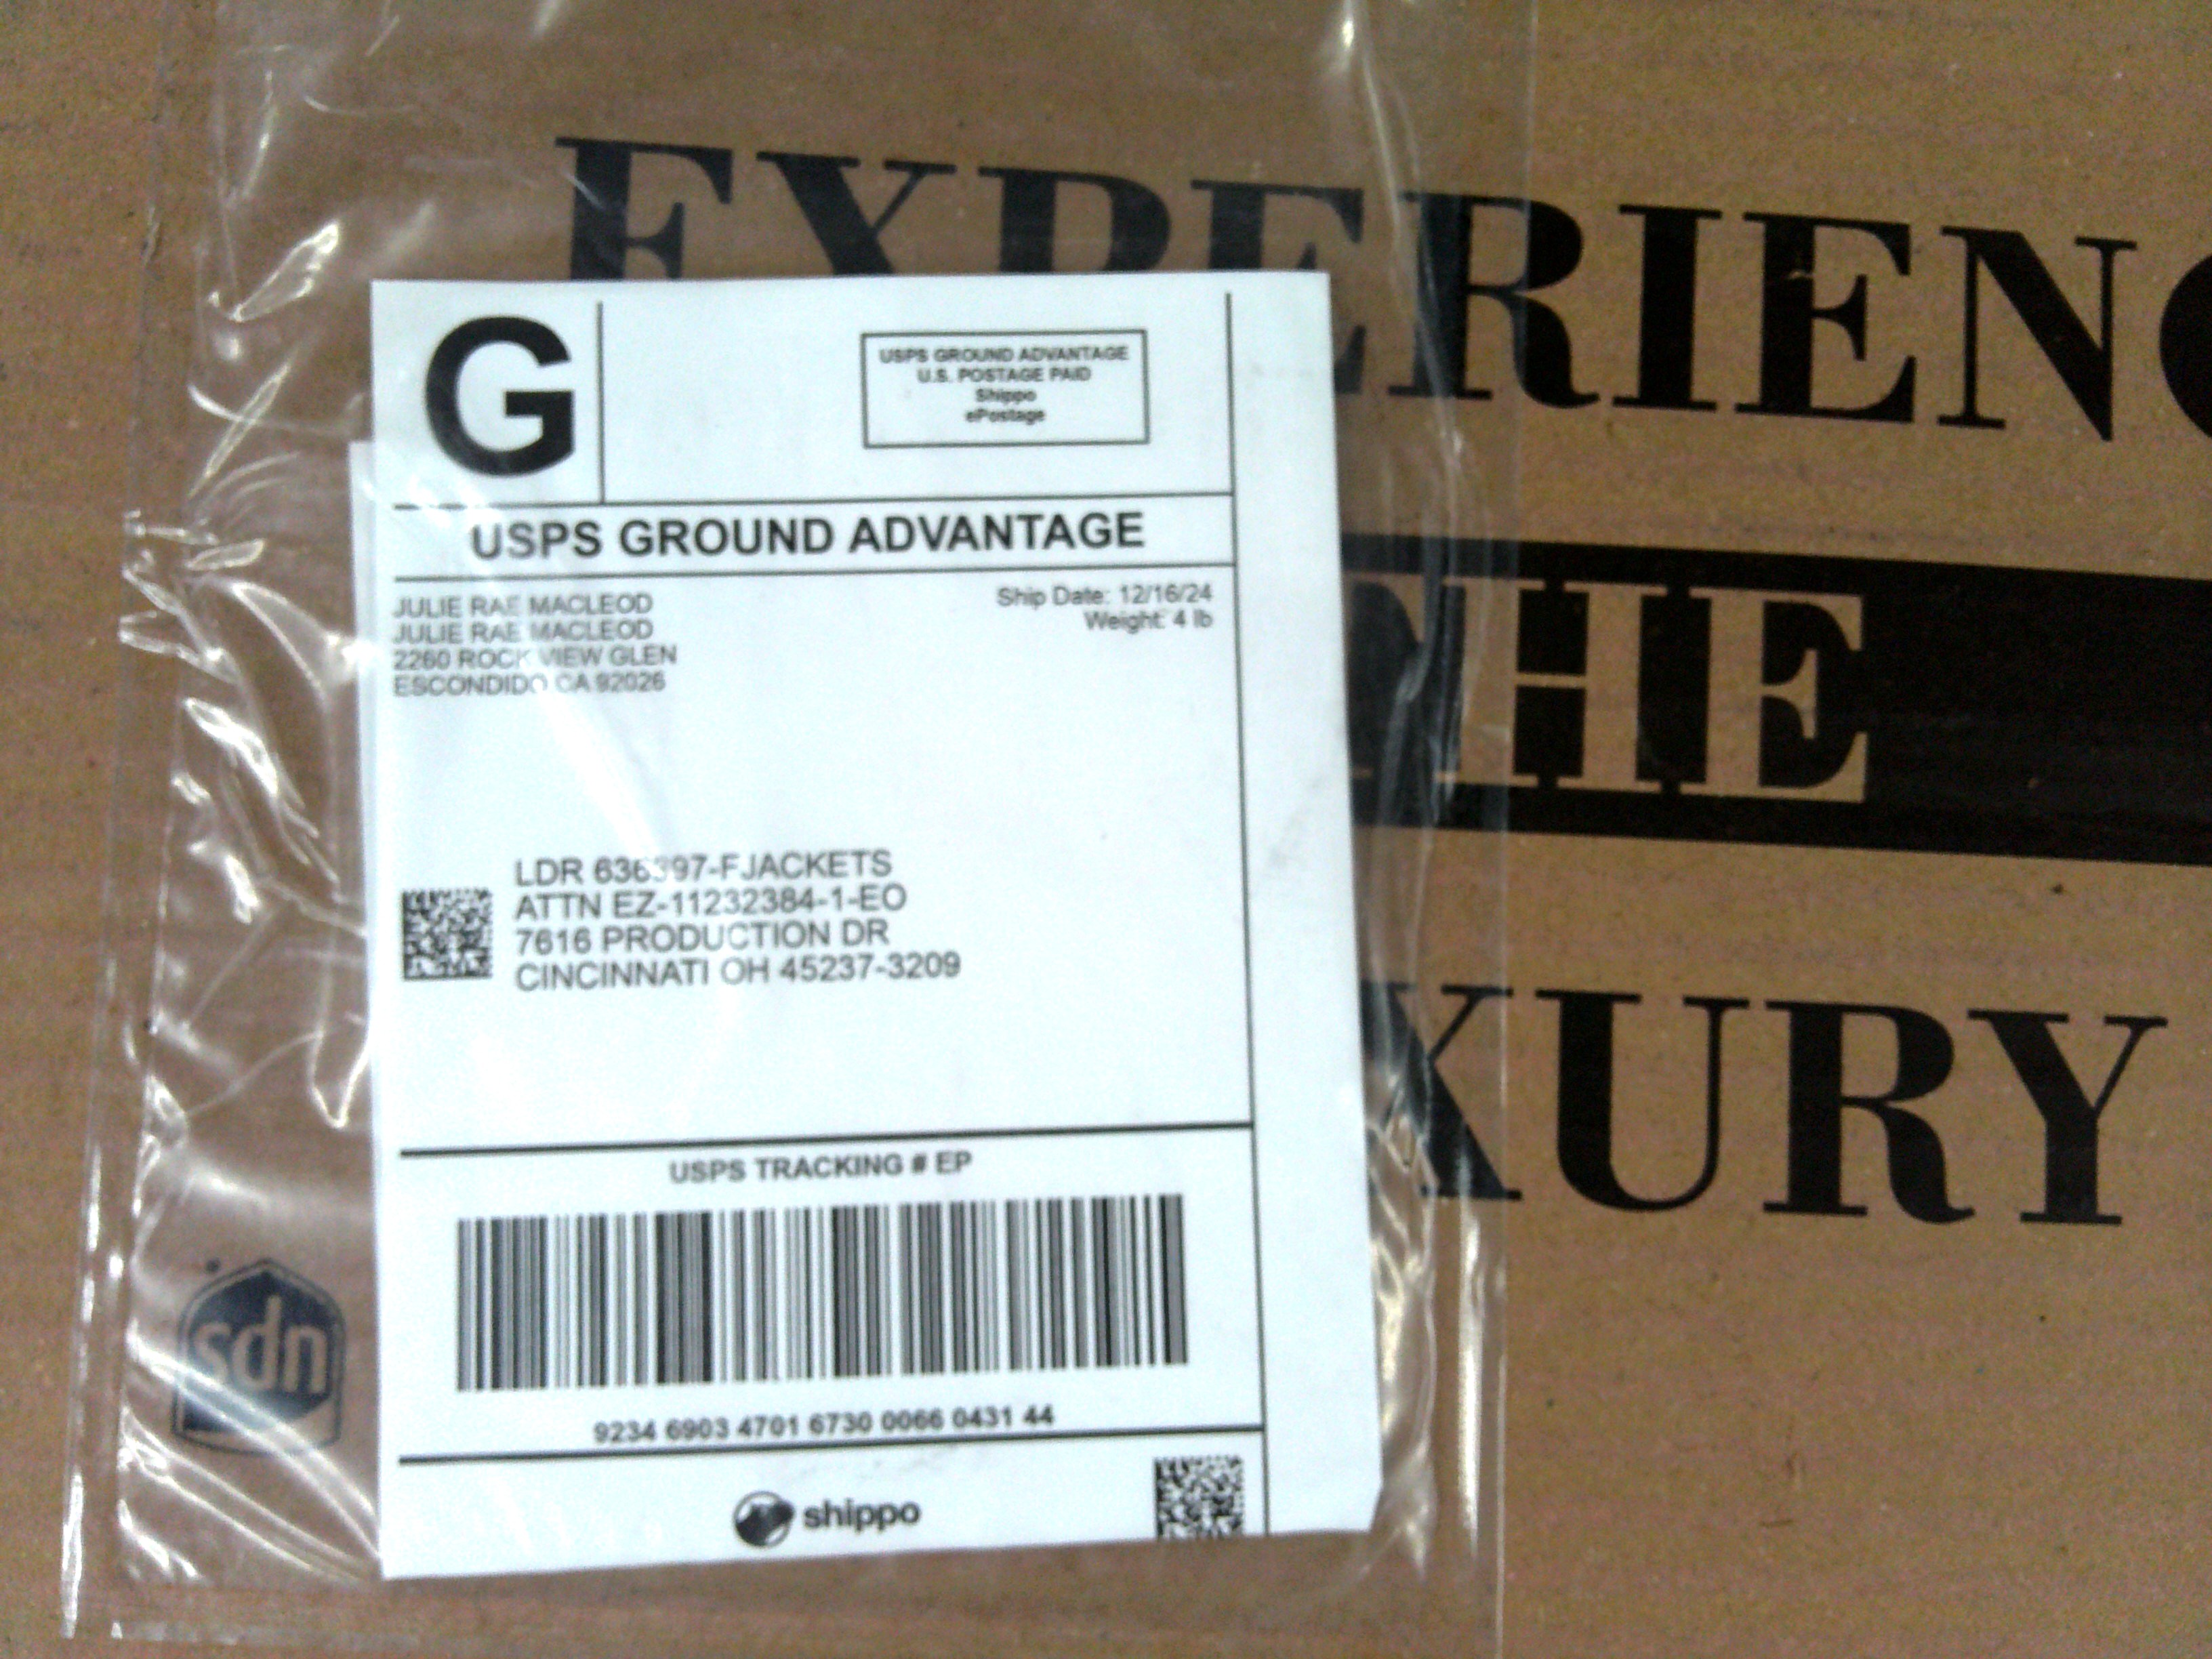 EXPERIENC
THE
XURY
G
USPS GROUND ADVANTAGE
U.S. POSTAGE PAID
Shippo
ePostage
USPS GROUND ADVANTAGE
JULIE RAE MACLEOD
JULIE RAE MACLEOD
2260 ROCK VIEW GLEN
ESCONDIDO CA 92026
Ship Date: 12/16/24
Weight: 4 lb
LDR 636397-FJACKETS
ATTN EZ-11232384-1-EO
7616 PRODUCTION DR
CINCINNATI OH 45237-3209
USPS TRACKING # EP
9234 6903 4701 6730 0066 0431 44
shippo
sdn